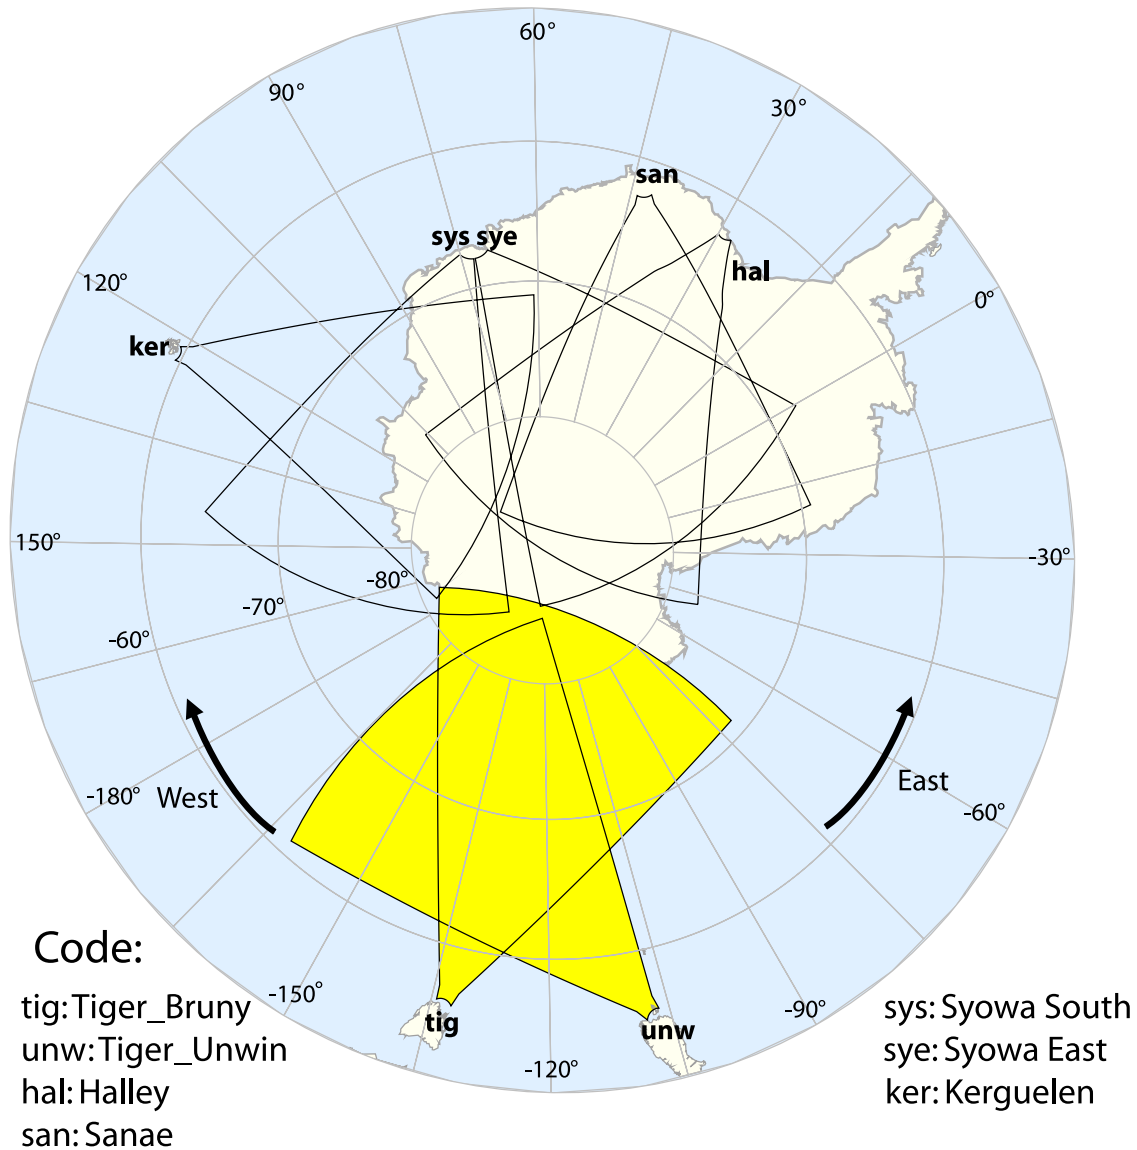 60°
90°
30°
san
sys sye
hal
120°
0°
ker
150°
-30°
-80°
-70°
-60°
West
East
-180°
-60°
Code:
-150°
-90°
tig
unw
-120°
tig: Tiger_Bruny
unw: Tiger_Unwin
hal: Halley
san: Sanae
sys: Syowa South
sye: Syowa East
ker: Kerguelen